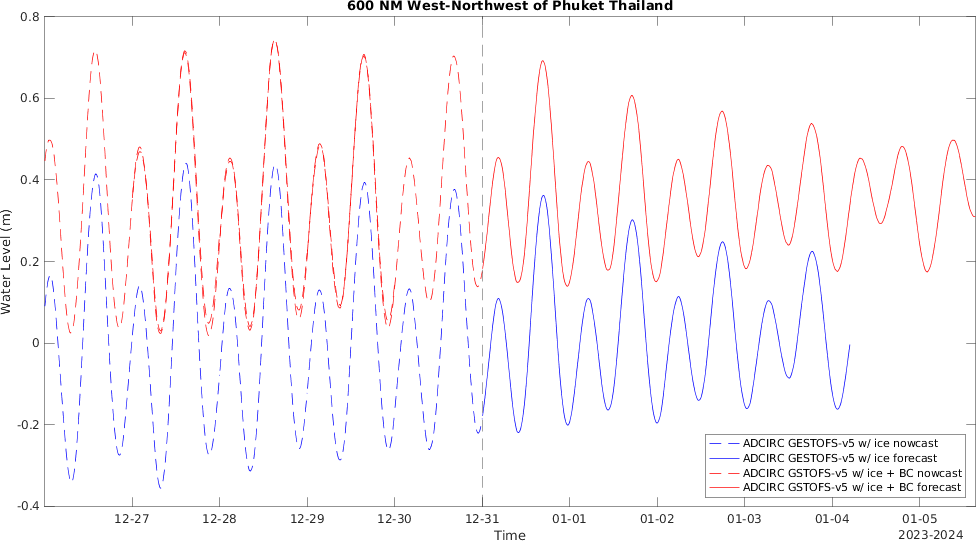 600 NM West-Northwest of Phuket Thailand
0.8
0.6
0.4
0.2
0
-0.2
-0.4
Water Level (m)
ADCIRC GESTOFS-v5 w/ ice nowcast
ADCIRC GESTOFS-v5 w/ ice forecast
ADCIRC GSTOFS-v5 w/ ice + BC nowcast
ADCIRC GSTOFS-v5 w/ ice + BC forecast
12-27 12-28 12-29 12-30 12-31 01-01 01-02 01-03 01-04 01-05
Time
2023-2024